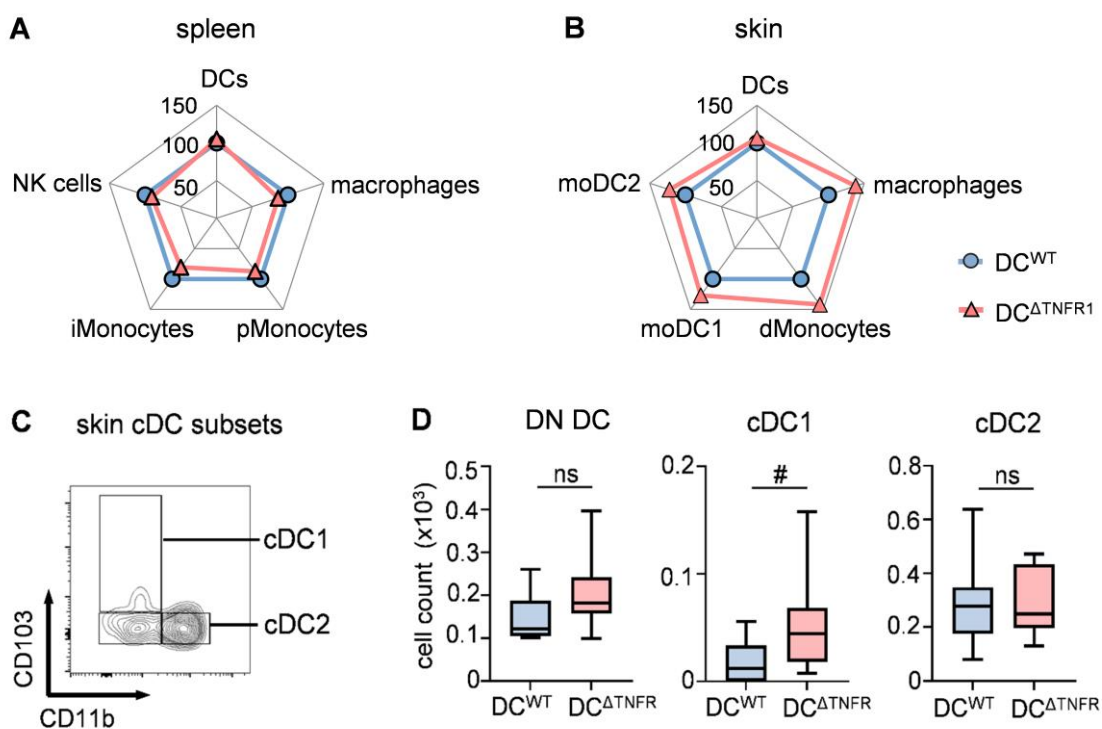 A spleen
DCs
150
100
50
NK cells
macrophages
iMonocytes
pMonocytes
B skin
DCs
150
100
50
moDC2
macrophages
moDC1
dMonocytes
DCWT
DCΔTNFR1
C skin cDC subsets
cDC1
cDC2
CD103
CD11b
D DN DC
cDC1
cDC2
cell count (x10³)
0.5
0.4
0.3
0.2
0.1
0
ns
DCWT DCΔTNFR
0.2
0.1
0
#
DCWT DCΔTNFR
0.8
0.6
0.4
0.2
0
ns
DCWT DCΔTNFR